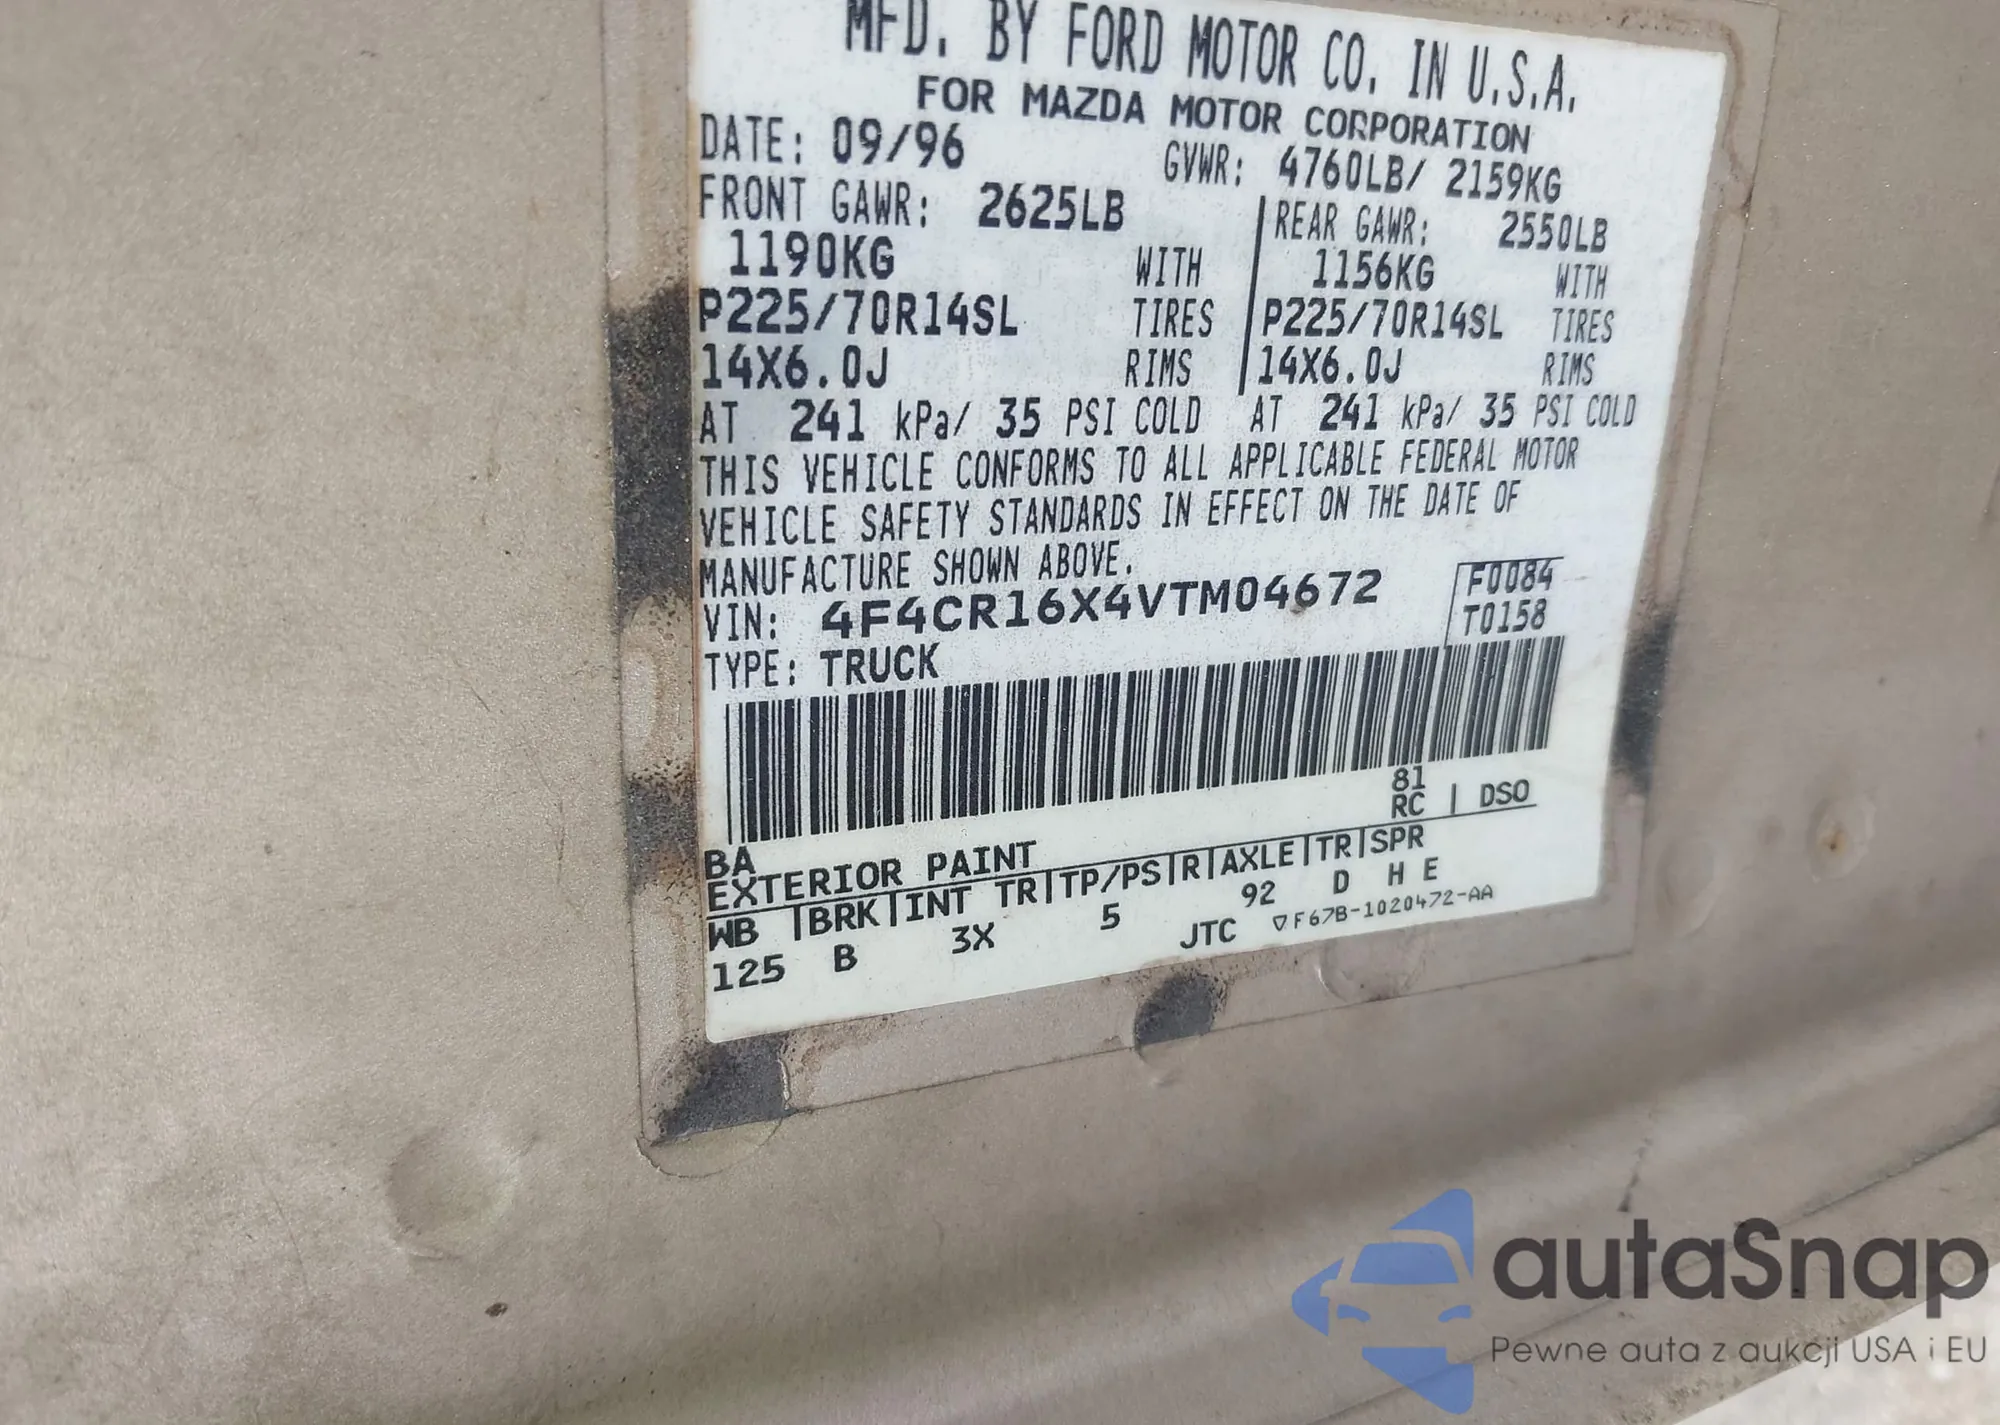 MFD. BY FORD MOTOR CO. IN U.S.A.
FOR MAZDA MOTOR CORPORATION
DATE: 09/96 GVWR: 4760LB/ 2159KG
FRONT GAWR: 2625LB REAR GAWR: 2550LB
1190KG WITH 1156KG WITH
P225/70R14SL TIRES P225/70R14SL TIRES
14X6.0J RIMS 14X6.0J RIMS
AT 241 kPa/ 35 PSI COLD AT 241 kPa/ 35 PSI COLD
THIS VEHICLE CONFORMS TO ALL APPLICABLE FEDERAL MOTOR
VEHICLE SAFETY STANDARDS IN EFFECT ON THE DATE OF
MANUFACTURE SHOWN ABOVE.
VIN: 4F4CR16X4VTM04672 F0084
TYPE: TRUCK T0158
81
BA RC | DSO
EXTERIOR PAINT
WB |BRK|INT TR|TP/PS|R|AXLE|TR|SPR
125 B 3X 5 92 D H E
JTC ▽F67B-1020472-AA
autaSnap
Pewne auta z aukcji USA i EU